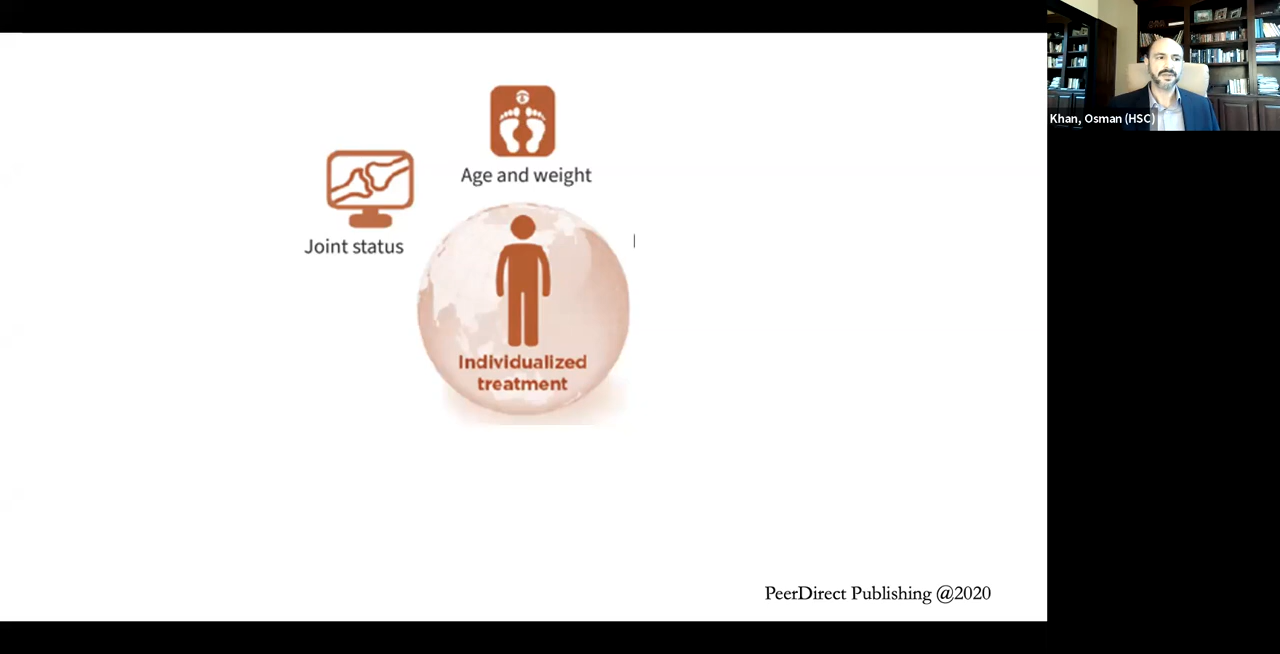 Khan, Osman (HSC)
Age and weight
Joint status
Individualized
treatment
PeerDirect Publishing @2020